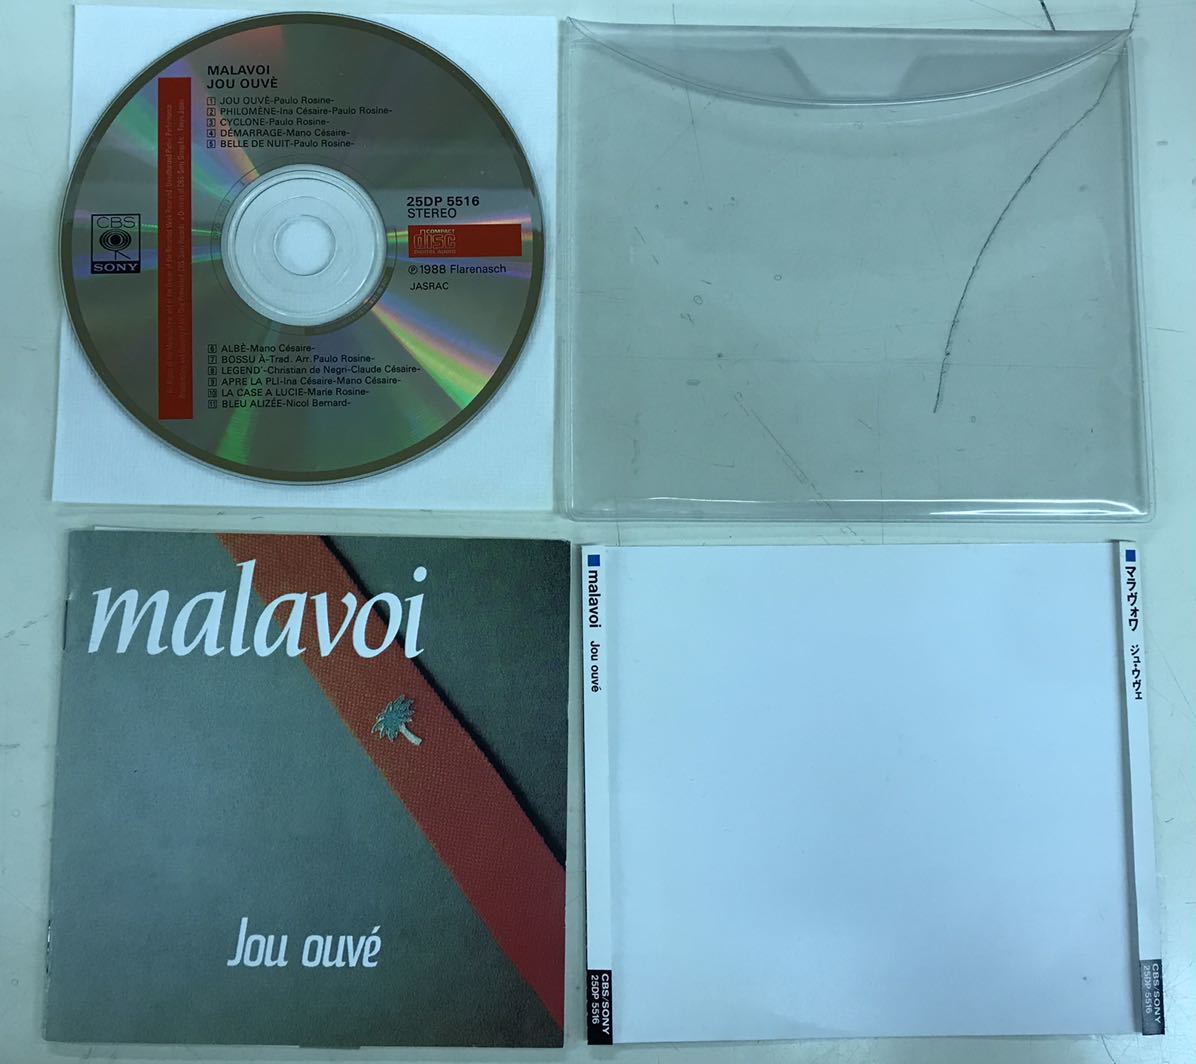 MALAVOI
JOU OUVÈ
1 JOU OUVÈ-Paulo Rosine-
2 PHILOMÈNE-Ina Césaire-Paulo Rosine-
3 CYCLONE-Paulo Rosine-
4 DÉMARRAGE-Mano Césaire-
5 BELLE DE NUIT-Paulo Rosine-
CBS
SONY
25DP 5516
STEREO
COMPACT
disc
DIGITAL AUDIO
℗1988 Flarenasch
JASRAC
6 ALBÈ-Mano Césaire-
7 BOSSU À-Trad. Arr. Paulo Rosine-
8 LEGEND'-Christian de Negri-Claude Césaire-
9 APRE LA PLI-Ina Césaire-Mano Césaire-
10 LA CASE A LUCIE-Marie Rosine-
11 BLEU ALIZÉE-Nicol Bernard-
malavoi
Jou ouvé
■malavoi Jou ouvé
CBS/SONY
25DP 5516
■マラヴォワ ジュ・ウヴェ
CBS/SONY
25DP 5516